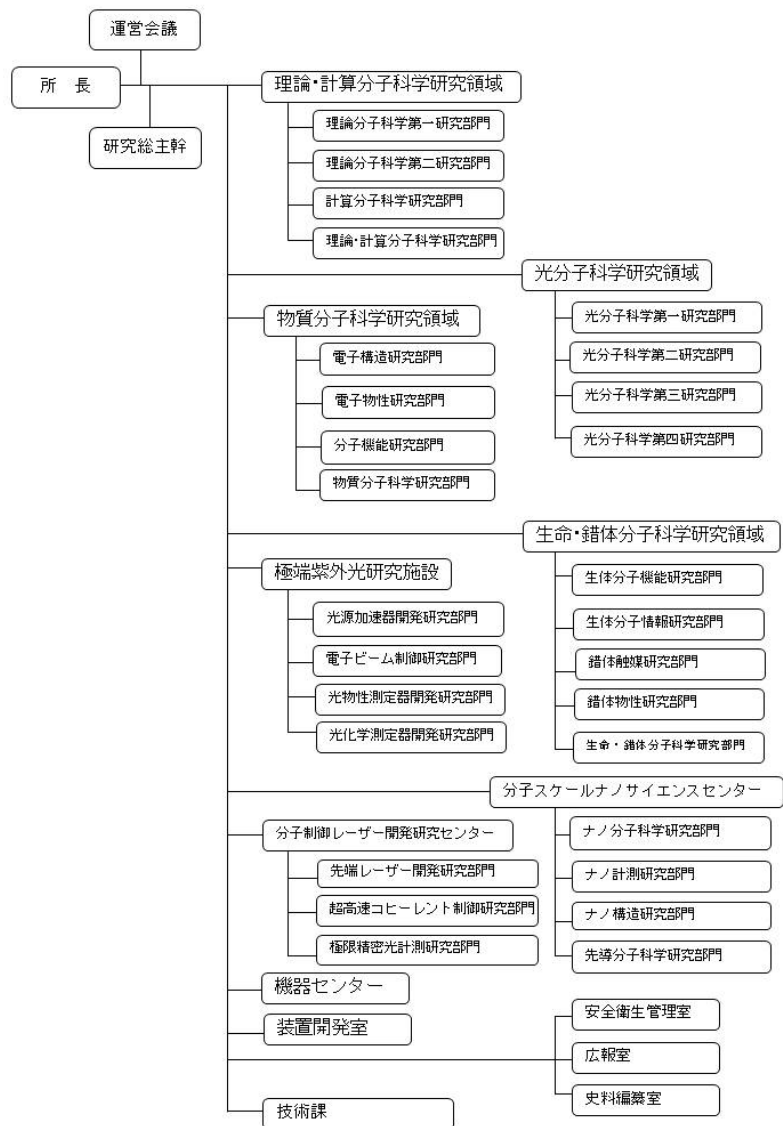 運営会議
所　長
研究総主幹
理論・計算分子科学研究領域
理論分子科学第一研究部門
理論分子科学第二研究部門
計算分子科学研究部門
理論・計算分子科学研究部門
光分子科学研究領域
光分子科学第一研究部門
光分子科学第二研究部門
光分子科学第三研究部門
光分子科学第四研究部門
物質分子科学研究領域
電子構造研究部門
電子物性研究部門
分子機能研究部門
物質分子科学研究部門
生命・錯体分子科学研究領域
生体分子機能研究部門
生体分子情報研究部門
錯体触媒研究部門
錯体物性研究部門
生命・錯体分子科学研究部門
極端紫外光研究施設
光源加速器開発研究部門
電子ビーム制御研究部門
光物性測定器開発研究部門
光化学測定器開発研究部門
分子スケールナノサイエンスセンター
ナノ分子科学研究部門
ナノ計測研究部門
ナノ構造研究部門
先導分子科学研究部門
分子制御レーザー開発研究センター
先端レーザー開発研究部門
超高速コヒーレント制御研究部門
極限精密光計測研究部門
機器センター
装置開発室
安全衛生管理室
広報室
史料編纂室
技術課